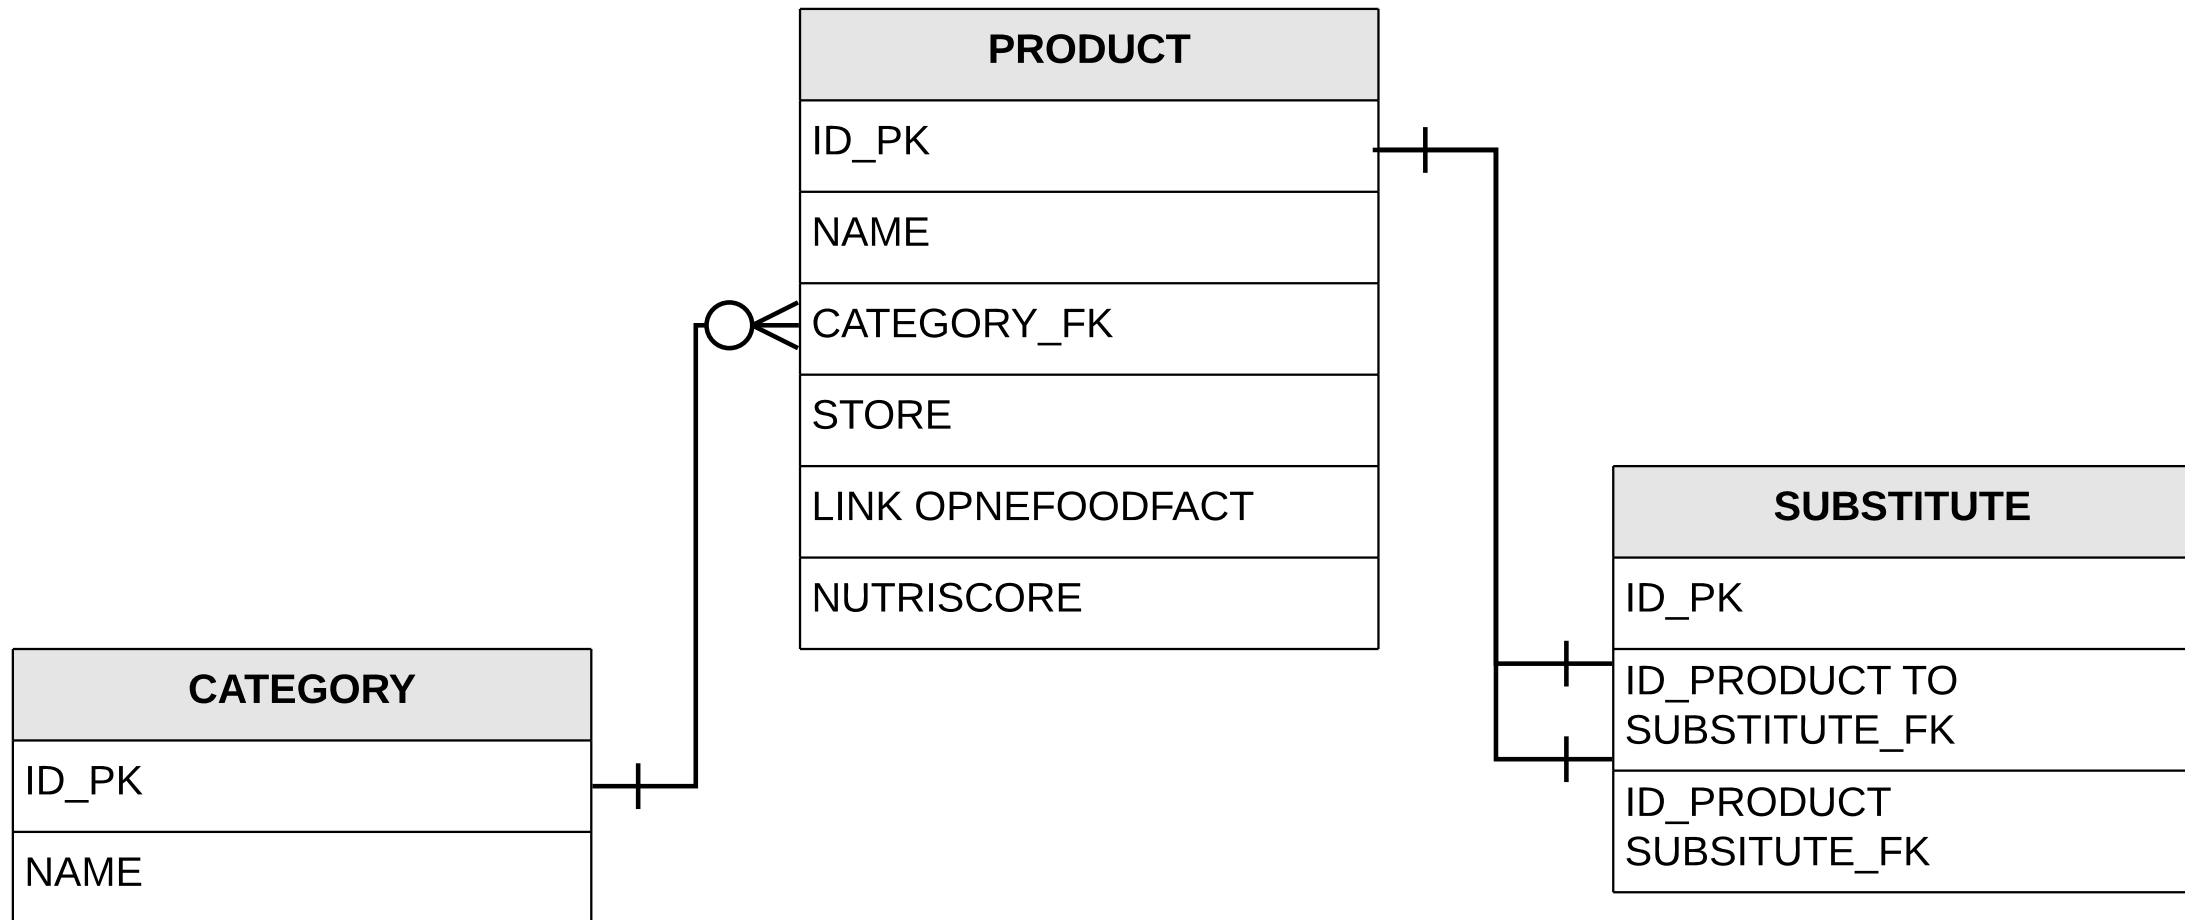 PRODUCT
ID_PK
NAME
CATEGORY_FK
STORE
LINK OPNEFOODFACT
NUTRISCORE
CATEGORY
ID_PK
NAME
SUBSTITUTE
ID_PK
ID_PRODUCT TO
SUBSTITUTE_FK
ID_PRODUCT
SUBSITUTE_FK